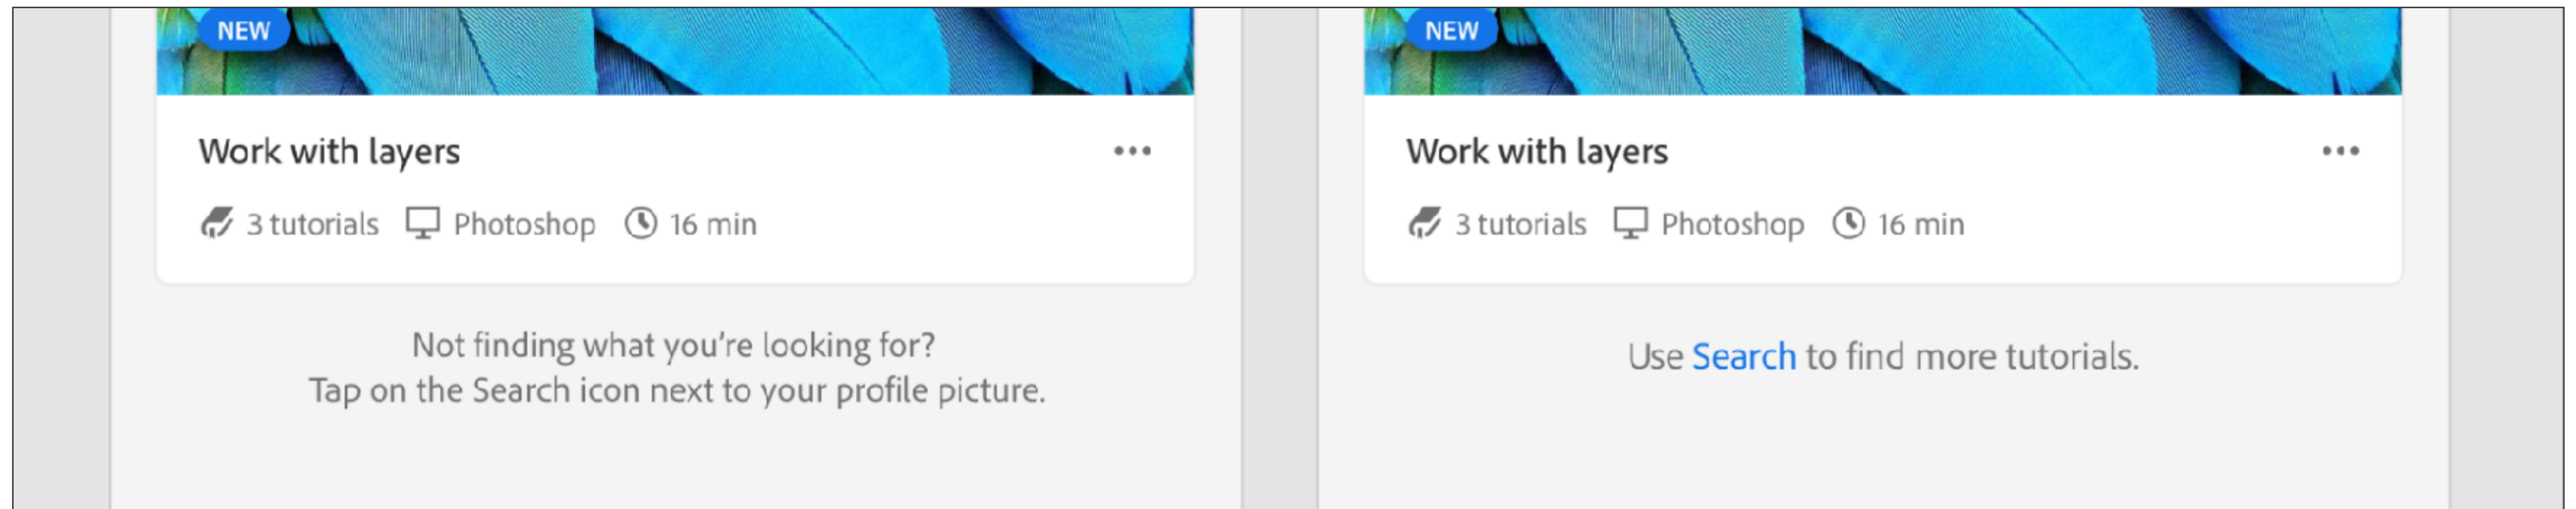 NEW
Work with layers
3 tutorials Photoshop 16 min
Not finding what you're looking for?
Tap on the Search icon next to your profile picture.
NEW
Work with layers
3 tutorials Photoshop 16 min
Use Search to find more tutorials.